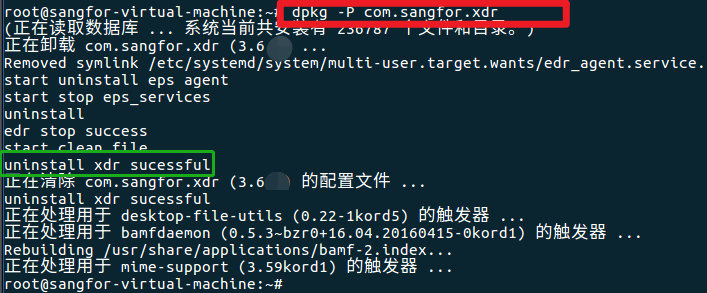 root@sangfor-virtual-machine:~# dpkg -P com.sangfor.xdr
(正在读取数据库 ... 系统当前共安装有 236787 个文件和目录。)
正在卸载 com.sangfor.xdr (3.6 ...
Removed symlink /etc/systemd/system/multi-user.target.wants/edr_agent.service.
start uninstall eps agent
start stop eps_services
uninstall
edr stop success
start clean file
uninstall xdr sucessful
正在清除 com.sangfor.xdr (3.6 ) 的配置文件 ...
uninstall xdr sucessful
正在处理用于 desktop-file-utils (0.22-1kord5) 的触发器 ...
正在处理用于 bamfdaemon (0.5.3~bzr0+16.04.20160415-0kord1) 的触发器 ...
Rebuilding /usr/share/applications/bamf-2.index...
正在处理用于 mime-support (3.59kord1) 的触发器 ...
root@sangfor-virtual-machine:~#